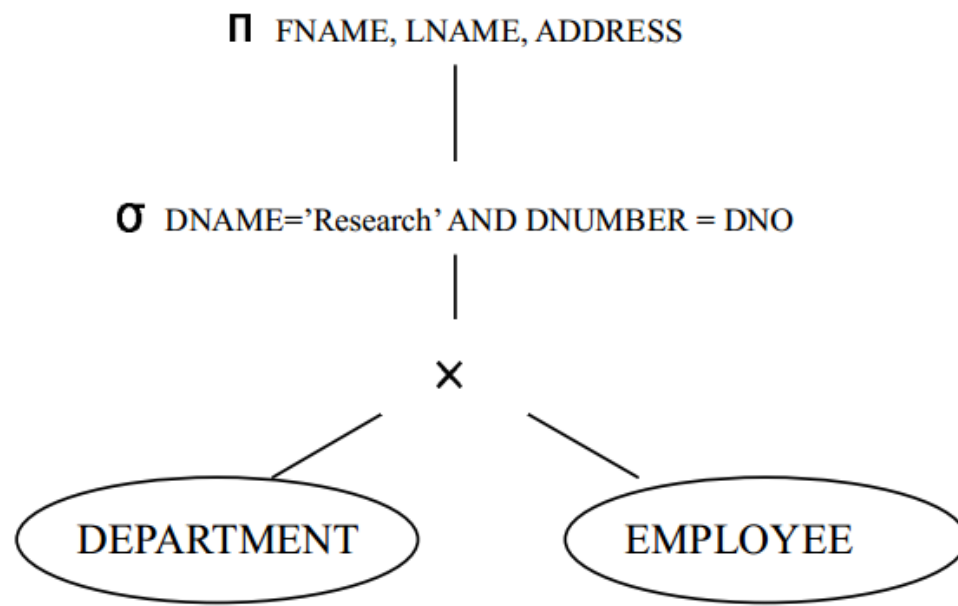 Π FNAME, LNAME, ADDRESS
σ DNAME=’Research’ AND DNUMBER = DNO
×
DEPARTMENT EMPLOYEE